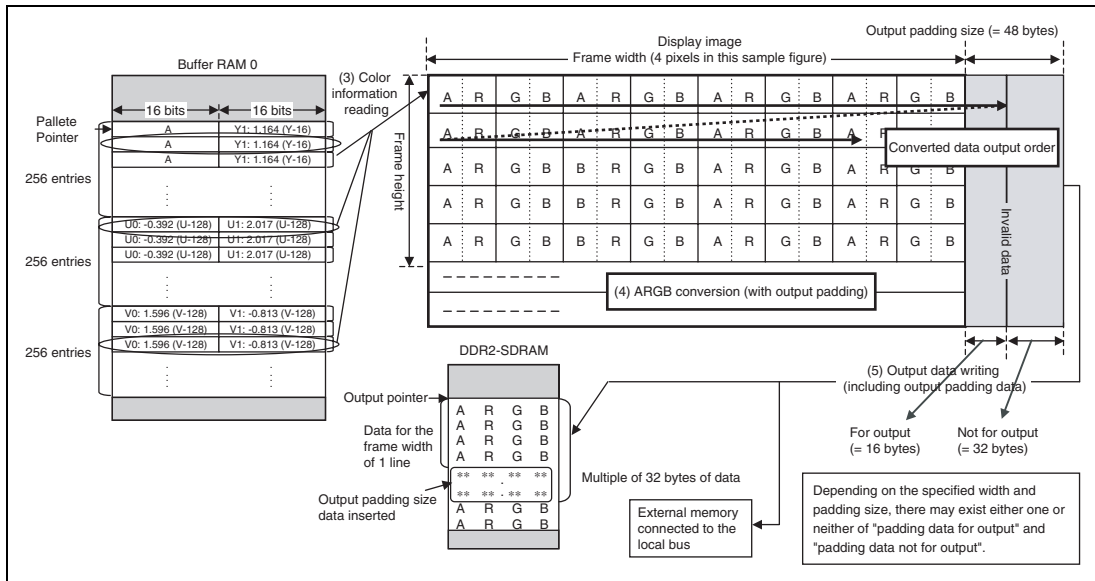 Output padding size (= 48 bytes)
Display image
Frame width (4 pixels in this sample figure)
Buffer RAM 0
(3) Color
information
reading
16 bits 16 bits
Pallete
Pointer
A Y1: 1.164 (Y-16)
A Y1: 1.164 (Y-16)
A Y1: 1.164 (Y-16)
256 entries
U0: -0.392 (U-128) U1: 2.017 (U-128)
U0: -0.392 (U-128) U1: 2.017 (U-128)
U0: -0.392 (U-128) U1: 2.017 (U-128)
256 entries
V0: 1.596 (V-128) V1: -0.813 (V-128)
V0: 1.596 (V-128) V1: -0.813 (V-128)
V0: 1.596 (V-128) V1: -0.813 (V-128)
256 entries
Frame height
A R G B A R G B A R G B A R G B
A R G B A R G B A R G B A
Converted data output order
A R G B B R G B A R G B A R G B
A R G B B R G B A R G B A R G B
A R G B B R G B A R G B A R G B
Invalid data
(4) ARGB conversion (with output padding)
DDR2-SDRAM
Output pointer
A R G B
A R G B
A R G B
A R G B
** ** ** **
** ** ** **
A R G B
A R G B
Data for the
frame width
of 1 line
Output padding size
data inserted
Multiple of 32 bytes of data
(5) Output data writing
(including output padding data)
For output
(= 16 bytes)
Not for output
(= 32 bytes)
External memory
connected to the
local bus
Depending on the specified width and
padding size, there may exist either one or
neither of "padding data for output" and
"padding data not for output".